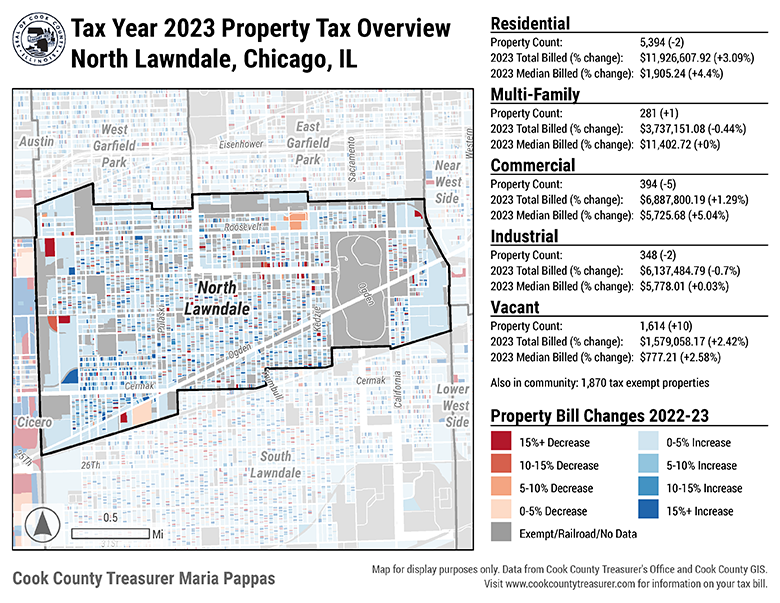 SEAL OF COOK COUNTY
ILLINOIS
Tax Year 2023 Property Tax Overview
North Lawndale, Chicago, IL
Austin
West
Garfield
Park
East
Garfield
Park
Eisenhower
Sacramento
Western
Near
West
Side
Roosevelt
North
Lawndale
Pulaski
Kedzie
Ogden
Ogden
Cermak
Cermak
California
Lower
West
Side
Cicero
25Th
26Th
South
Lawndale
31St
0.5
Mi
Cook County Treasurer Maria Pappas
Residential
Property Count: 5,394 (-2)
2023 Total Billed (% change): $11,926,607.92 (+3.09%)
2023 Median Billed (% change): $1,905.24 (+4.4%)
Multi-Family
Property Count: 281 (+1)
2023 Total Billed (% change): $3,737,151.08 (-0.44%)
2023 Median Billed (% change): $11,402.72 (+0%)
Commercial
Property Count: 394 (-5)
2023 Total Billed (% change): $6,887,800.19 (+1.29%)
2023 Median Billed (% change): $5,725.68 (+5.04%)
Industrial
Property Count: 348 (-2)
2023 Total Billed (% change): $6,137,484.79 (-0.7%)
2023 Median Billed (% change): $5,778.01 (+0.03%)
Vacant
Property Count: 1,614 (+10)
2023 Total Billed (% change): $1,579,058.17 (+2.42%)
2023 Median Billed (% change): $777.21 (+2.58%)
Also in community: 1,870 tax exempt properties
Property Bill Changes 2022-23
15%+ Decrease
10-15% Decrease
5-10% Decrease
0-5% Decrease
Exempt/Railroad/No Data
0-5% Increase
5-10% Increase
10-15% Increase
15%+ Increase
Map for display purposes only. Data from Cook County Treasurer's Office and Cook County GIS.
Visit www.cookcountytreasurer.com for information on your tax bill.